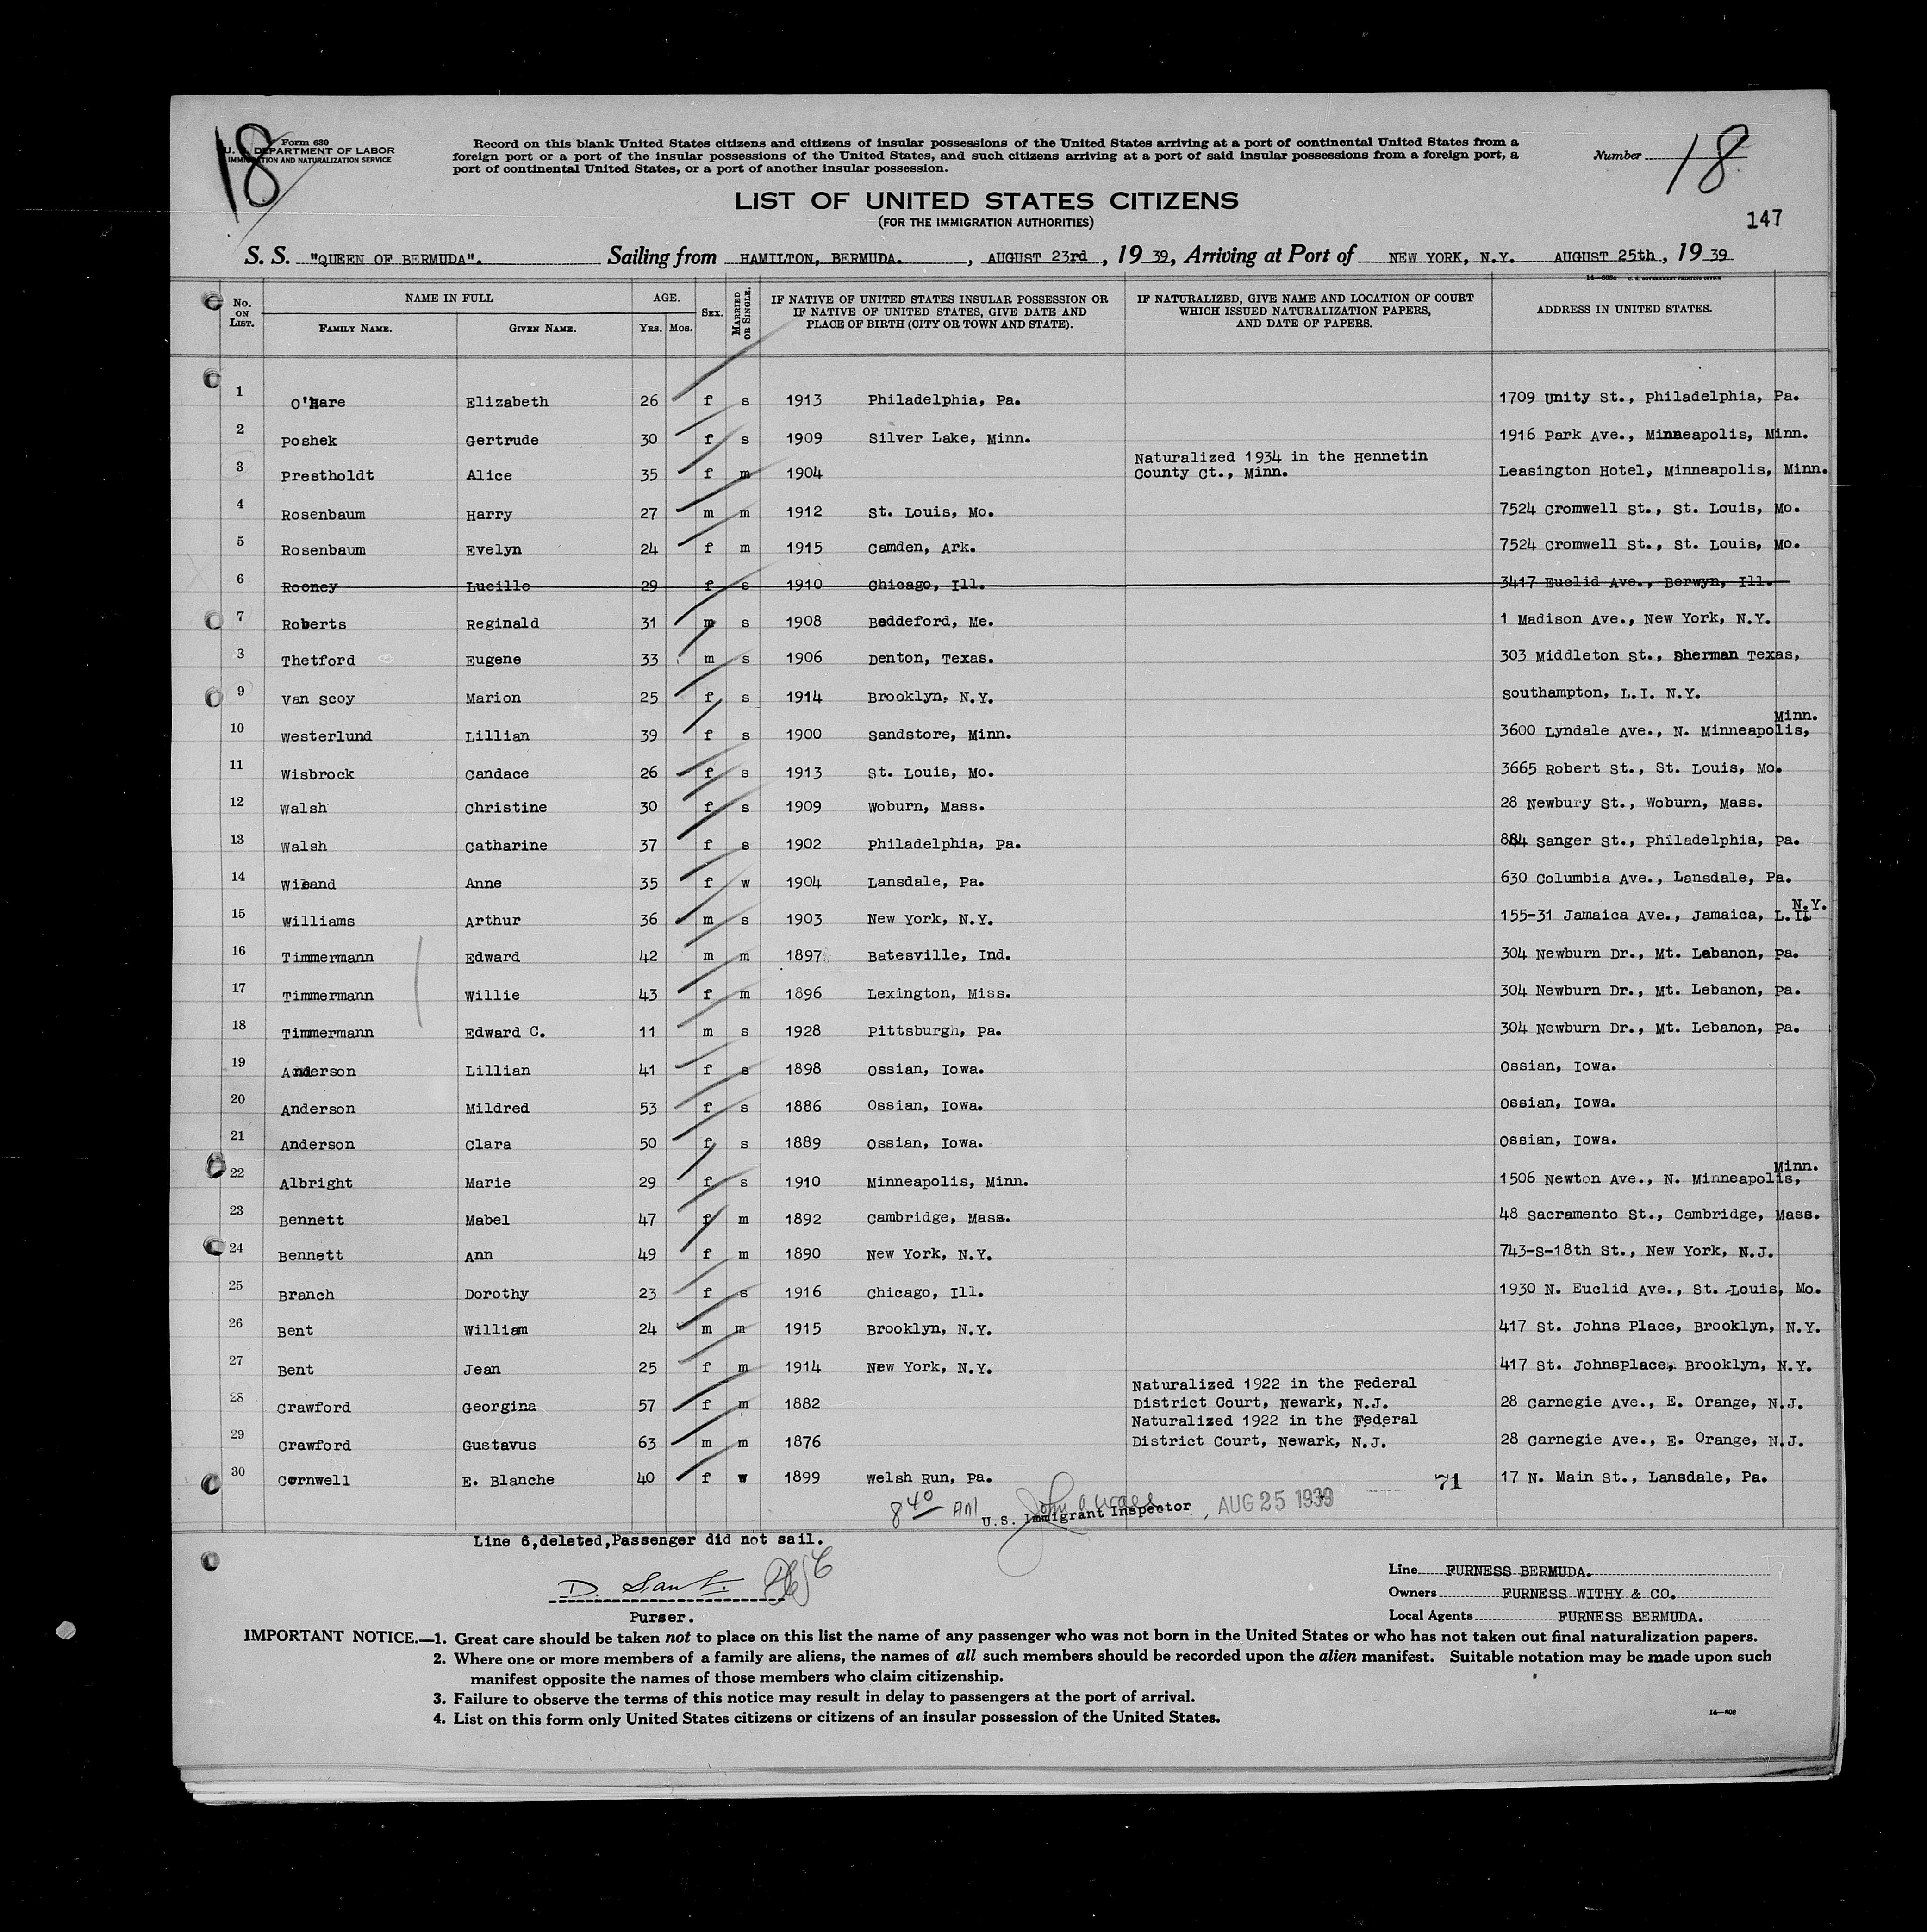 18
Form 630
U. S. DEPARTMENT OF LABOR
IMMIGRATION AND NATURALIZATION SERVICE
Record on this blank United States citizens and citizens of insular possessions of the United States arriving at a port of continental United States from a
foreign port or a port of the insular possessions of the United States, and such citizens arriving at a port of said insular possessions from a foreign port, a
port of continental United States, or a port of another insular possession.
Number 18
LIST OF UNITED STATES CITIZENS
(FOR THE IMMIGRATION AUTHORITIES)
147
S. S. "QUEEN OF BERMUDA". Sailing from HAMILTON, BERMUDA. , AUGUST 23rd , 19 39, Arriving at Port of NEW YORK, N.Y. AUGUST 25th, 19 39
14—608c U. S. GOVERNMENT PRINTING OFFICE
No. ON LIST. NAME IN FULL FAMILY NAME. GIVEN NAME. AGE. YRS. MOS. SEX. MARRIED OR SINGLE. IF NATIVE OF UNITED STATES INSULAR POSSESSION OR IF NATIVE OF UNITED STATES, GIVE DATE AND PLACE OF BIRTH (CITY OR TOWN AND STATE). IF NATURALIZED, GIVE NAME AND LOCATION OF COURT WHICH ISSUED NATURALIZATION PAPERS, AND DATE OF PAPERS. ADDRESS IN UNITED STATES.
1 O'Hare Elizabeth 26 f s 1913 Philadelphia, Pa. 1709 Unity St., Philadelphia, Pa.
2 Poshek Gertrude 30 f s 1909 Silver Lake, Minn. 1916 Park Ave., Minneapolis, Minn.
3 Prestholdt Alice 35 f m 1904 Naturalized 1934 in the Hennetin County Ct., Minn. Leasington Hotel, Minneapolis, Minn.
4 Rosenbaum Harry 27 m m 1912 St. Louis, Mo. 7524 Cromwell St., St. Louis, Mo.
5 Rosenbaum Evelyn 24 f m 1915 Camden, Ark. 7524 Cromwell St., St. Louis, Mo.
6 Rooney Lucille 29 f s 1910 Chicago, Ill. 3417 Euclid Ave., Berwyn, Ill.
7 Roberts Reginald 31 m s 1908 Beddeford, Me. 1 Madison Ave., New York, N.Y.
8 Thetford Eugene 33 m s 1906 Denton, Texas. 303 Middleton St., Sherman Texas,
9 Van Scoy Marion 25 f s 1914 Brooklyn, N.Y. Southampton, L.I. N.Y.
10 Westerlund Lillian 39 f s 1900 Sandstore, Minn. 3600 Lyndale Ave., N. Minneapolis, Minn.
11 Wisbrock Candace 26 f s 1913 St. Louis, Mo. 3665 Robert St., St. Louis, Mo.
12 Walsh Christine 30 f s 1909 Woburn, Mass. 28 Newbury St., Woburn, Mass.
13 Walsh Catharine 37 f s 1902 Philadelphia, Pa. Sanger St., Philadelphia, Pa.
14 Anne 35 f w 1904 Lansdale, Pa. 630 Columbia Ave., Lansdale, Pa.
15 Williams Arthur 36 m s 1903 New York, N.Y. 155-31 Jamaica Ave., Jamaica, L.I. N.Y.
16 Timmermann Edward 42 m m 1897 Batesville, Ind. 304 Newburn Dr., Mt. Lebanon, Pa.
17 Timmermann Willie 43 f m 1896 Lexington, Miss. 304 Newburn Dr., Mt. Lebanon, Pa.
18 Timmermann Edward C. 11 m s 1928 Pittsburgh, Pa. 304 Newburn Dr., Mt. Lebanon, Pa.
19 Anderson Lillian 41 f s 1898 Ossian, Iowa. Ossian, Iowa.
20 Anderson Mildred 53 f s 1886 Ossian, Iowa. Ossian, Iowa.
21 Anderson Clara 50 f s 1889 Ossian, Iowa. Ossian, Iowa.
22 Albright Marie 29 f s 1910 Minneapolis, Minn. 1506 Newton Ave., N. Minneapolis, Minn.
23 Bennett Mabel 47 f m 1892 Cambridge, Mass. 48 Sacramento St., Cambridge, Mass.
24 Bennett Ann 49 f m 1890 New York, N.Y. 743-S-18th St., New York, N.J.
25 Branch Dorothy 23 f s 1916 Chicago, Ill. 1930 N. Euclid Ave., St. Louis, Mo.
26 Bent William 24 m m 1915 Brooklyn, N.Y. 417 St. Johns Place, Brooklyn, N.Y.
27 Bent Jean 25 f m 1914 New York, N.Y. 417 St. JohnsPlace, Brooklyn, N.Y.
28 Crawford Georgina 57 f m 1882 Naturalized 1922 in the Federal District Court, Newark, N.J. 28 Carnegie Ave., E. Orange, N.J.
29 Crawford Gustavus 63 m m 1876 Naturalized 1922 in the Federal District Court, Newark, N.J. 28 Carnegie Ave., E. Orange, N.J.
30 Cornwell E. Blanche 40 f w 1899 Welsh Run, Pa. 71 17 N. Main St., Lansdale, Pa.
8 40 AM U.S. Immigrant Inspector , AUG 25 1939
Line 6,deleted,Passenger did not sail.
Purser.
Line FURNESS BERMUDA.
Owners FURNESS WITHY & CO.
Local Agents FURNESS BERMUDA.
IMPORTANT NOTICE.—1. Great care should be taken not to place on this list the name of any passenger who was not born in the United States or who has not taken out final naturalization papers.
2. Where one or more members of a family are aliens, the names of all such members should be recorded upon the alien manifest. Suitable notation may be made upon such
manifest opposite the names of those members who claim citizenship.
3. Failure to observe the terms of this notice may result in delay to passengers at the port of arrival.
4. List on this form only United States citizens or citizens of an insular possession of the United States.
14—608